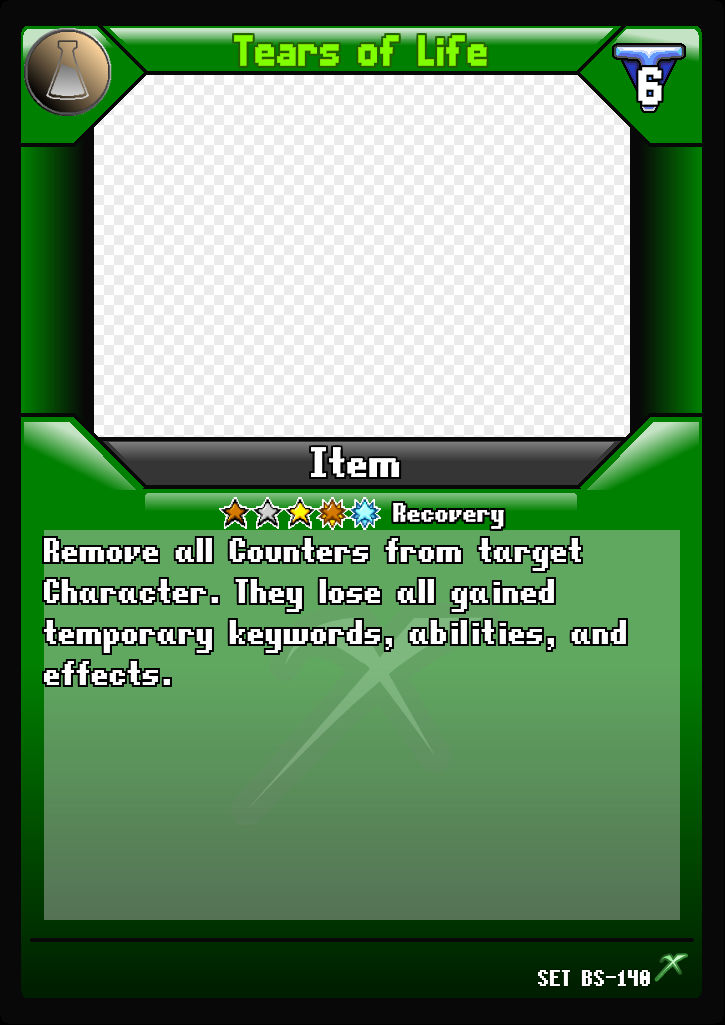 Tears of Life
6
Item
Recovery
Remove all Counters from target
Character. They lose all gained
temporary keywords, abilities, and
effects.
SET BS-140